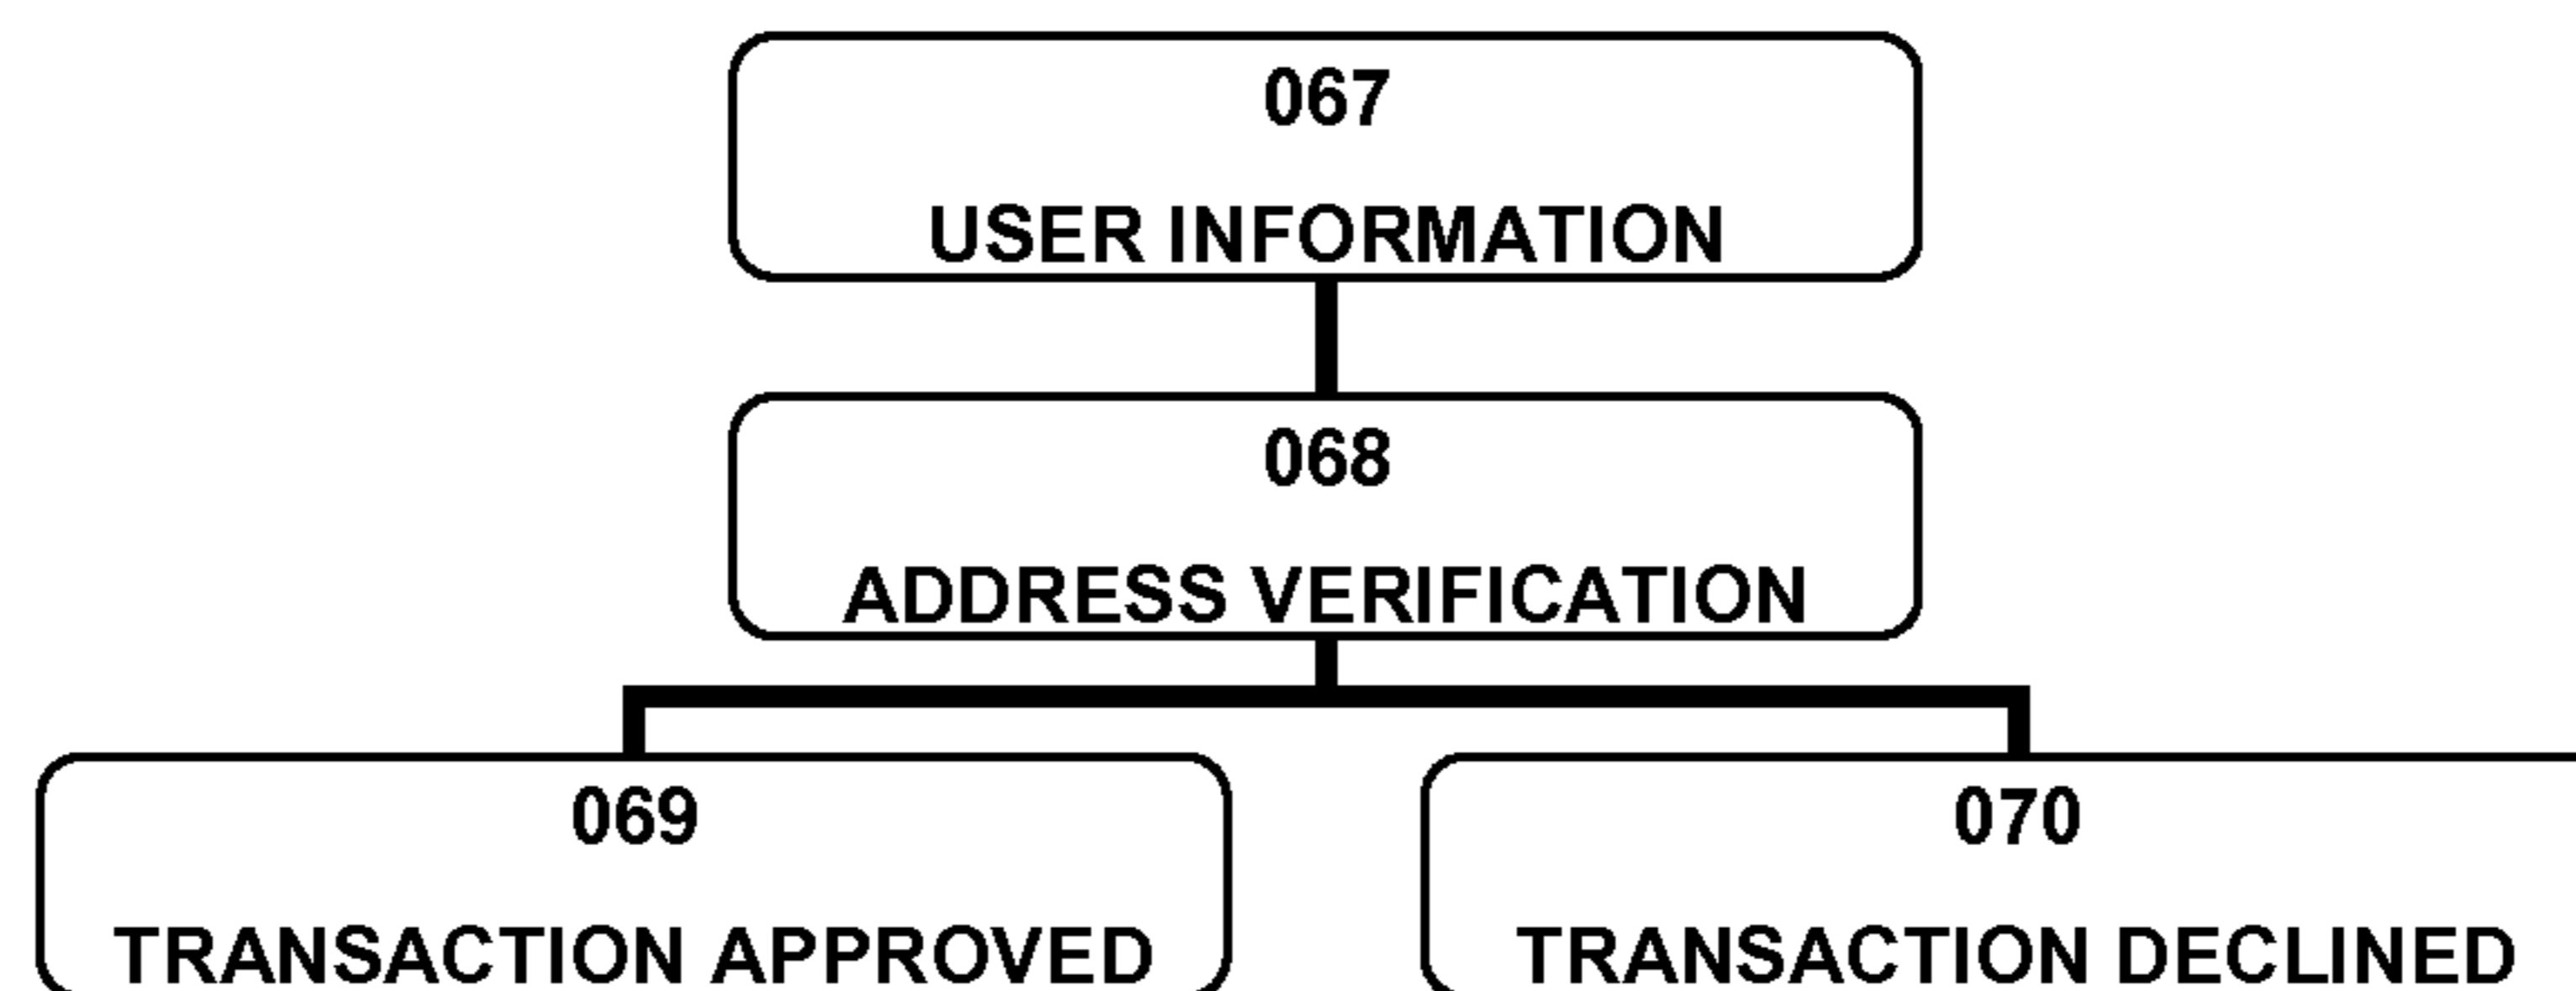 067
USER INFORMATION
068
ADDRESS VERIFICATION
069
TRANSACTION APPROVED
070
TRANSACTION DECLINED